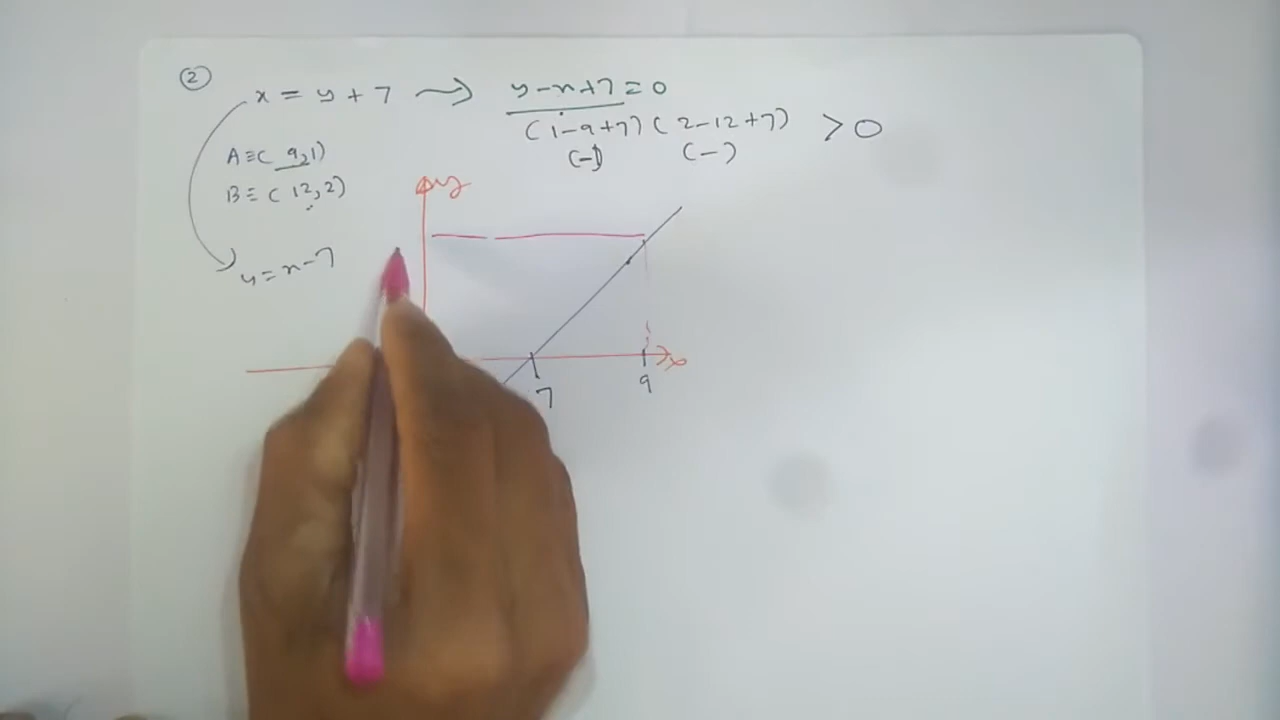 ②
x = y + 7 → y-x+7=0
(1-9+7)(2-12+7) > 0
(-) (-)
A≡(9,1)
B≡(12,2)
y
y=x-7
x
7
9